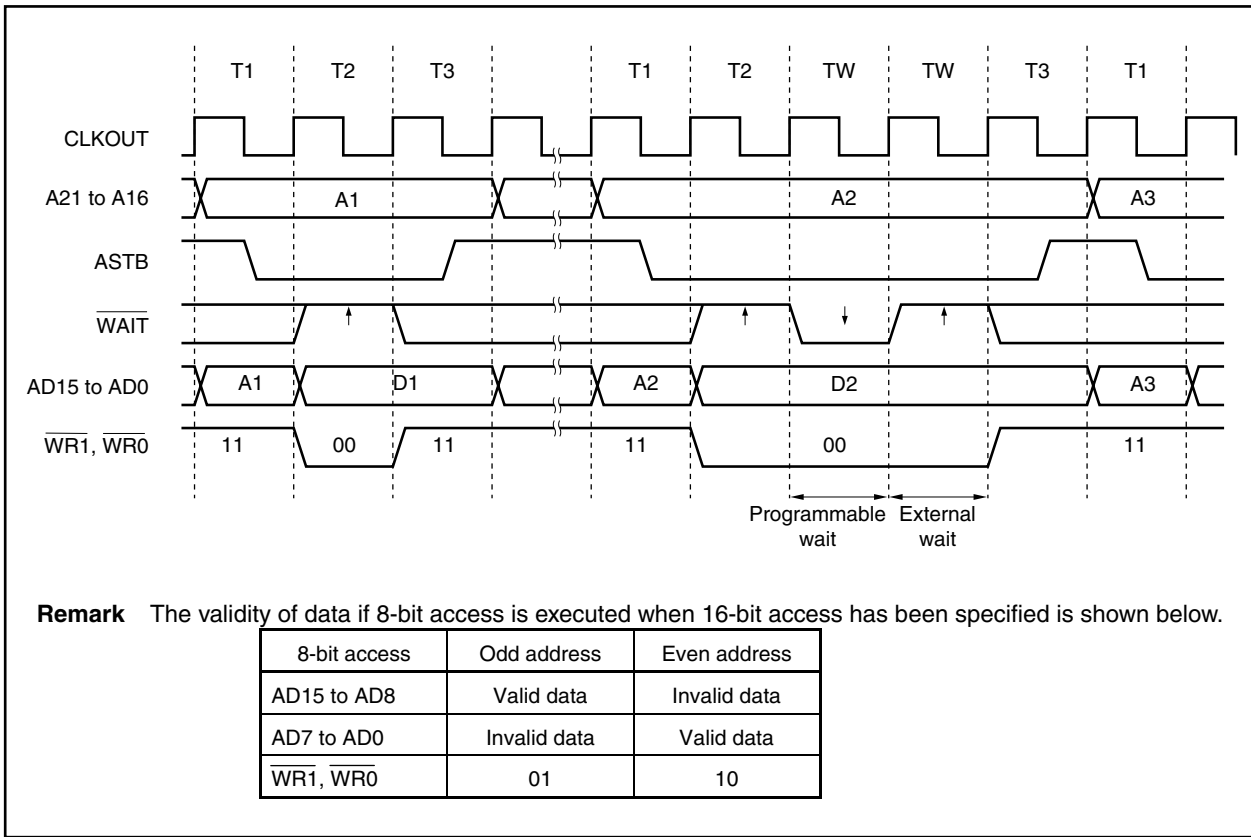 T1 T2 T3 T1 T2 TW TW T3 T1
CLKOUT
A21 to A16 A1 A2 A3
ASTB
WAIT
AD15 to AD0 A1 D1 A2 D2 A3
WR1, WR0 11 00 11 11 00 11
Programmable wait
External wait
Remark The validity of data if 8-bit access is executed when 16-bit access has been specified is shown below.
8-bit access Odd address Even address
AD15 to AD8 Valid data Invalid data
AD7 to AD0 Invalid data Valid data
WR1, WR0 01 10